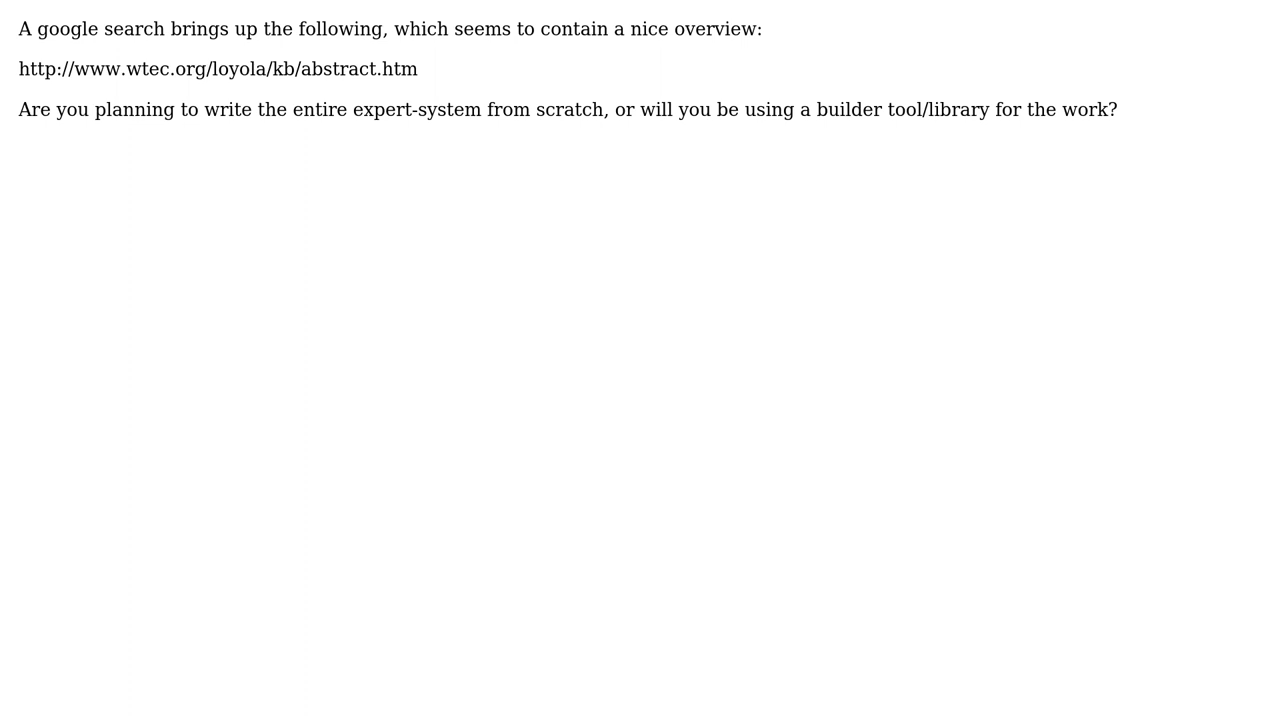 A google search brings up the following, which seems to contain a nice overview:
http://www.wtec.org/loyola/kb/abstract.htm
Are you planning to write the entire expert-system from scratch, or will you be using a builder tool/library for the work?